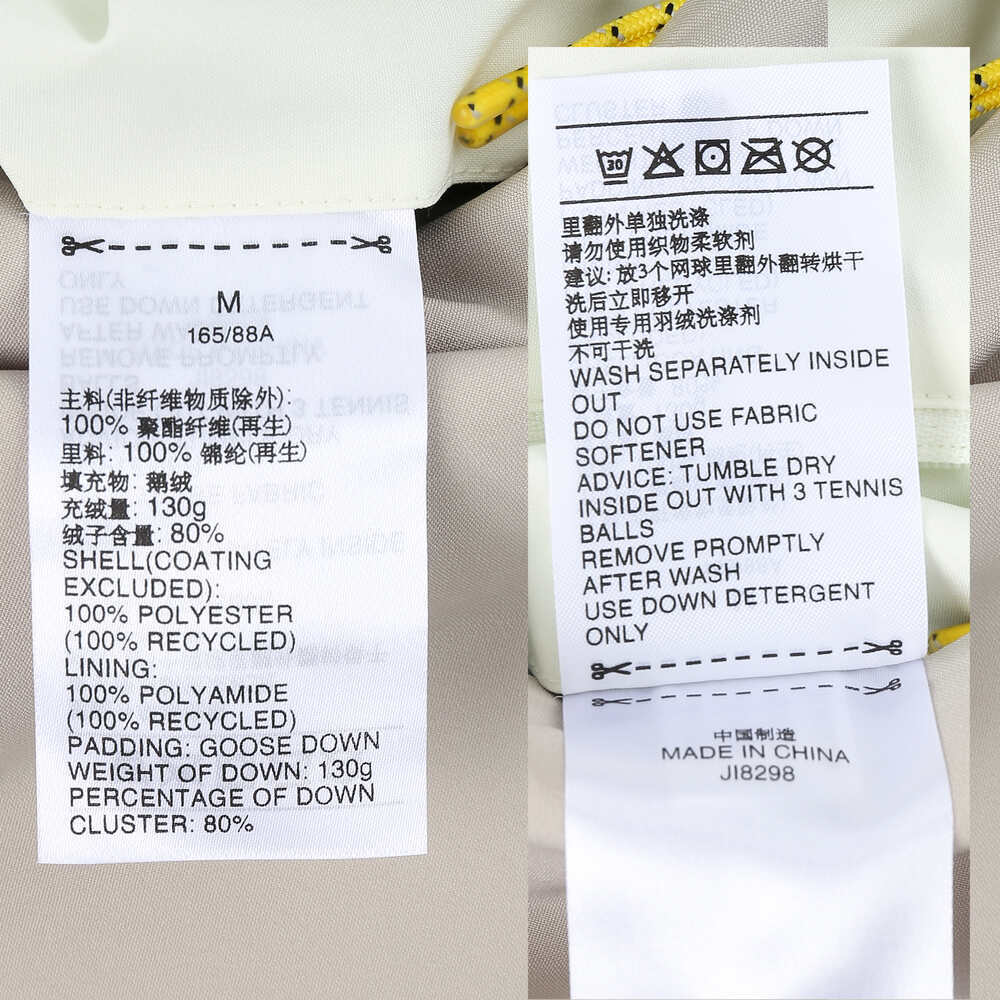 M
165/88A
主料(非纤维物质除外):
100% 聚酯纤维(再生)
里料: 100% 锦纶(再生)
填充物: 鹅绒
充绒量: 130g
绒子含量: 80%
SHELL(COATING
EXCLUDED):
100% POLYESTER
(100% RECYCLED)
LINING:
100% POLYAMIDE
(100% RECYCLED)
PADDING: GOOSE DOWN
WEIGHT OF DOWN: 130g
PERCENTAGE OF DOWN
CLUSTER: 80%
30
里翻外单独洗涤
请勿使用织物柔软剂
建议: 放3个网球里翻外翻转烘干
洗后立即移开
使用专用羽绒洗涤剂
不可干洗
WASH SEPARATELY INSIDE
OUT
DO NOT USE FABRIC
SOFTENER
ADVICE: TUMBLE DRY
INSIDE OUT WITH 3 TENNIS
BALLS
REMOVE PROMPTLY
AFTER WASH
USE DOWN DETERGENT
ONLY
中国制造
MADE IN CHINA
JI8298